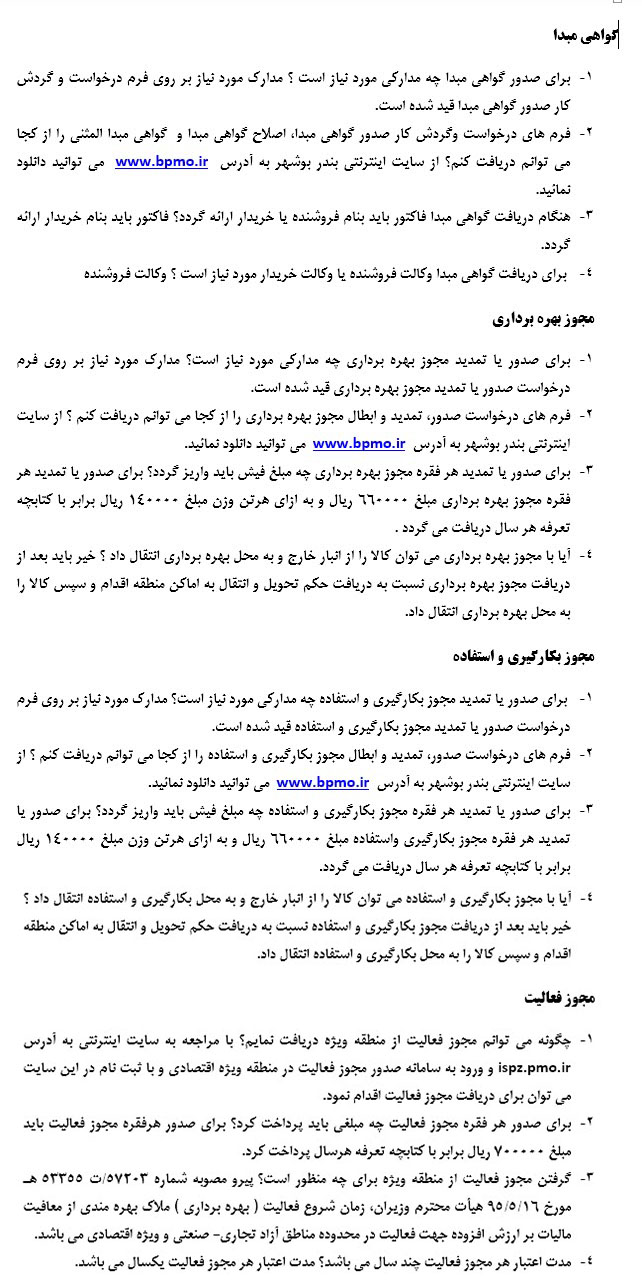 گواهی مبدا
۱- برای صدور گواهی مبدا چه مدارکی مورد نیاز است ؟ مدارک مورد نیاز بر روی فرم درخواست و گردش
کار صدور گواهی مبدا قید شده است.
۲- فرم های درخواست وگردش کار صدور گواهی مبدا، اصلاح گواهی مبدا و گواهی مبدا المثنی را از کجا
می توانم دریافت کنم؟ از سایت اینترنتی بندر بوشهر به آدرس www.bpmo.ir می توانید دانلود
نمائید.
۳- هنگام دریافت گواهی مبدا فاکتور باید بنام فروشنده یا خریدار ارائه گردد؟ فاکتور باید بنام خریدار ارائه
گردد.
۴- برای دریافت گواهی مبدا وکالت فروشنده یا وکالت خریدار مورد نیاز است ؟ وکالت فروشنده
مجوز بهره برداری
۱- برای صدور یا تمدید مجوز بهره برداری چه مدارکی مورد نیاز است؟ مدارک مورد نیاز بر روی فرم
درخواست صدور یا تمدید مجوز بهره برداری قید شده است.
۲- فرم های درخواست صدور، تمدید و ابطال مجوز بهره برداری را از کجا می توانم دریافت کنم ؟ از سایت
اینترنتی بندر بوشهر به آدرس www.bpmo.ir می توانید دانلود نمائید.
۳- برای صدور یا تمدید هر فقره مجوز بهره برداری چه مبلغ فیش باید واریز گردد؟ برای صدور یا تمدید هر
فقره مجوز بهره برداری مبلغ ۶۶۰۰۰۰ ریال و به ازای هرتن وزن مبلغ ۱۴۰۰۰۰ ریال برابر با کتابچه
تعرفه هر سال دریافت می گردد .
۴- آیا با مجوز بهره برداری می توان کالا را از انبار خارج و به محل بهره برداری انتقال داد ؟ خیر باید بعد از
دریافت مجوز بهره برداری نسبت به دریافت حکم تحویل و انتقال به اماکن منطقه اقدام و سپس کالا را
به محل بهره برداری انتقال داد.
مجوز بکارگیری و استفاده
۱- برای صدور یا تمدید مجوز بکارگیری و استفاده چه مدارکی مورد نیاز است؟ مدارک مورد نیاز بر روی فرم
درخواست صدور یا تمدید مجوز بکارگیری و استفاده قید شده است.
۲- فرم های درخواست صدور، تمدید و ابطال مجوز بکارگیری و استفاده را از کجا می توانم دریافت کنم ؟ از
سایت اینترنتی بندر بوشهر به آدرس www.bpmo.ir می توانید دانلود نمائید.
۳- برای صدور یا تمدید هر فقره مجوز بکارگیری و استفاده چه مبلغ فیش باید واریز گردد؟ برای صدور یا
تمدید هر فقره مجوز بکارگیری واستفاده مبلغ ۶۶۰۰۰۰ ریال و به ازای هرتن وزن مبلغ ۱۴۰۰۰۰ ریال
برابر با کتابچه تعرفه هر سال دریافت می گردد.
۴- آیا با مجوز بکارگیری و استفاده می توان کالا را از انبار خارج و به محل بکارگیری و استفاده انتقال داد ؟
خیر باید بعد از دریافت مجوز بکارگیری و استفاده نسبت به دریافت حکم تحویل و انتقال به اماکن منطقه
اقدام و سپس کالا را به محل بکارگیری و استفاده انتقال داد.
مجوز فعالیت
۱- چگونه می توانم مجوز فعالیت از منطقه ویژه دریافت نمایم؟ با مراجعه به سایت اینترنتی به آدرس
ispz.pmo.ir و ورود به سامانه صدور مجوز فعالیت در منطقه ویژه اقتصادی و با ثبت نام در این سایت
می توان برای دریافت مجوز فعالیت اقدام نمود.
۲- برای صدور هر فقره مجوز فعالیت چه مبلغی باید پرداخت کرد؟ برای صدور هرفقره مجوز فعالیت باید
مبلغ ۷۰۰۰۰۰ ریال برابر با کتابچه تعرفه هرسال پرداخت کرد.
۳- گرفتن مجوز فعالیت از منطقه ویژه برای چه منظور است؟ پیرو مصوبه شماره ۵۷۲۰۳/ت ۵۳۳۵۵ هـ
مورخ ۹۵/۵/۱۶ هیأت محترم وزیران، زمان شروع فعالیت ( بهره برداری ) ملاک بهره مندی از معافیت
مالیات بر ارزش افزوده جهت فعالیت در محدوده مناطق آزاد تجاری- صنعتی و ویژه اقتصادی می باشد.
۴- مدت اعتبار هر مجوز فعالیت چند سال می باشد؟ مدت اعتبار هر مجوز فعالیت یکسال می باشد.